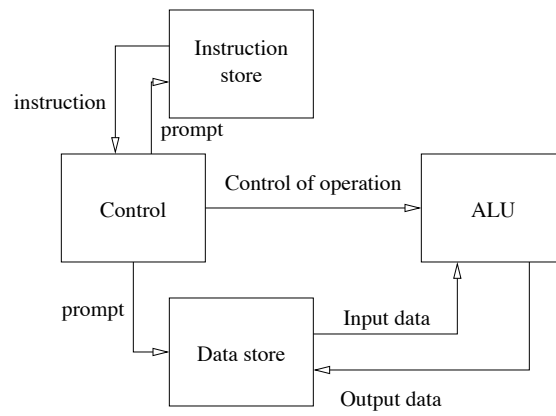 Instruction
store
instruction
prompt
Control of operation
Control
ALU
prompt
Input data
Data store
Output data